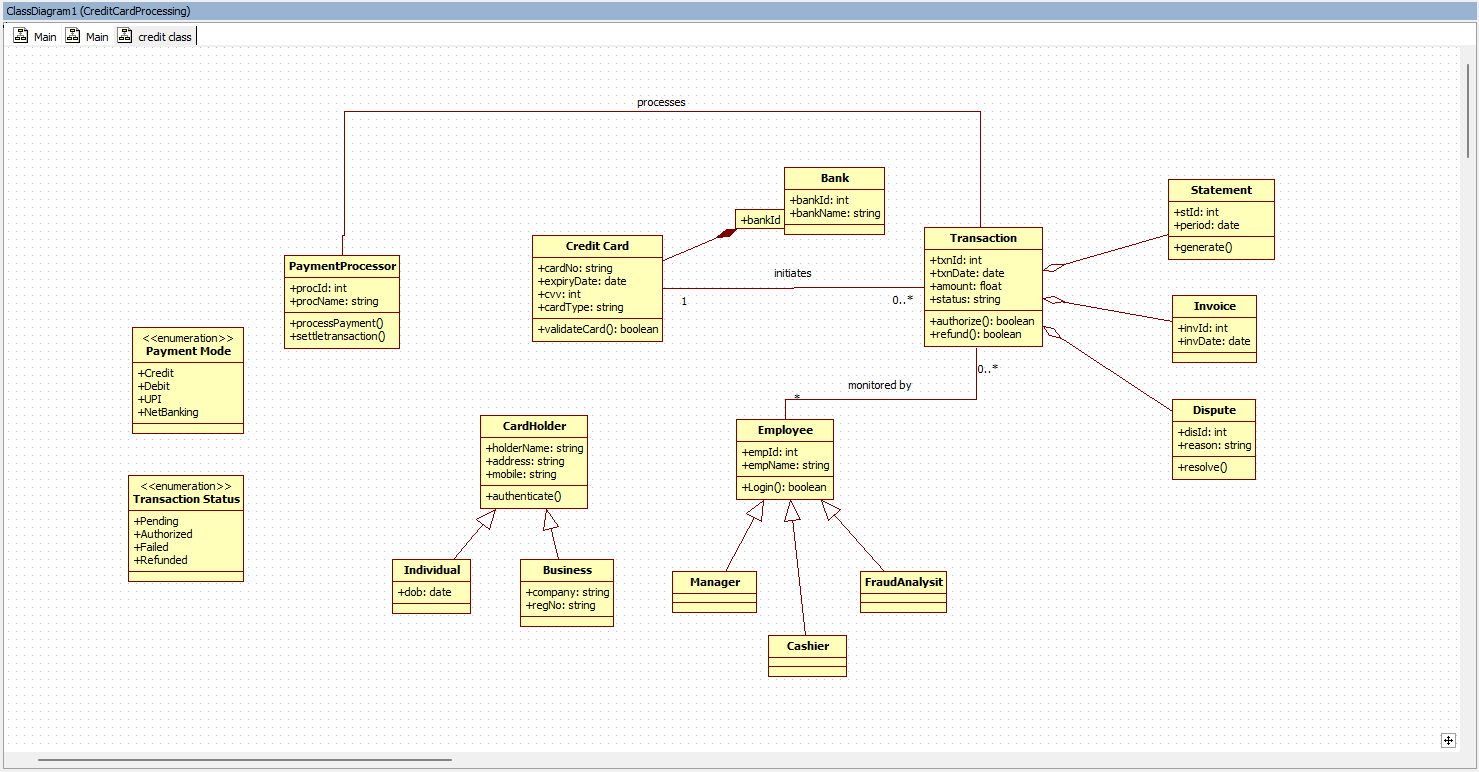 ClassDiagram1 (CreditCardProcessing)
Main
Main
credit class
processes
Bank
+bankId: int
+bankName: string
+bankId
Statement
+stId: int
+period: date
+generate()
Credit Card
+cardNo: string
+expiryDate: date
+cvv: int
+cardType: string
+validateCard(): boolean
initiates
1
0..*
Transaction
+txnId: int
+txnDate: date
+amount: float
+status: string
+authorize(): boolean
+refund(): boolean
PaymentProcessor
+procId: int
+procName: string
+processPayment()
+settletransaction()
Invoice
+invId: int
+invDate: date
<<enumeration>>
Payment Mode
+Credit
+Debit
+UPI
+NetBanking
0..*
monitored by
*
Dispute
+disId: int
+reason: string
+resolve()
CardHolder
+holderName: string
+address: string
+mobile: string
+authenticate()
Employee
+empId: int
+empName: string
+Login(): boolean
<<enumeration>>
Transaction Status
+Pending
+Authorized
+Failed
+Refunded
Individual
+dob: date
Business
+company: string
+regNo: string
Manager
FraudAnalysit
Cashier